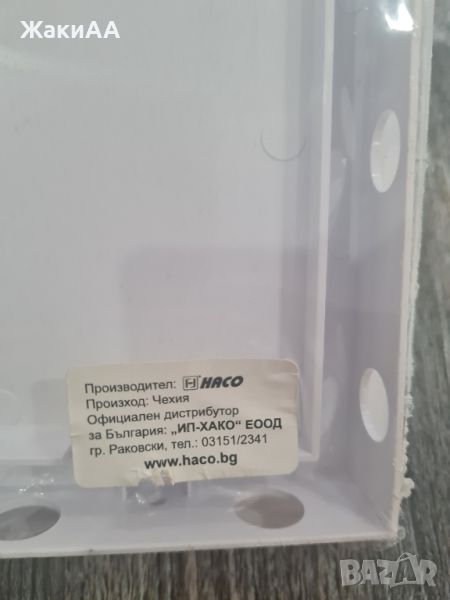 ЖакиАА
Производител: H HACO
Произход: Чехия
Официален дистрибутор
за България: „ИП-ХАКО“ ЕООД
гр. Раковски, тел.: 03151/2341
www.haco.bg
BAZAR